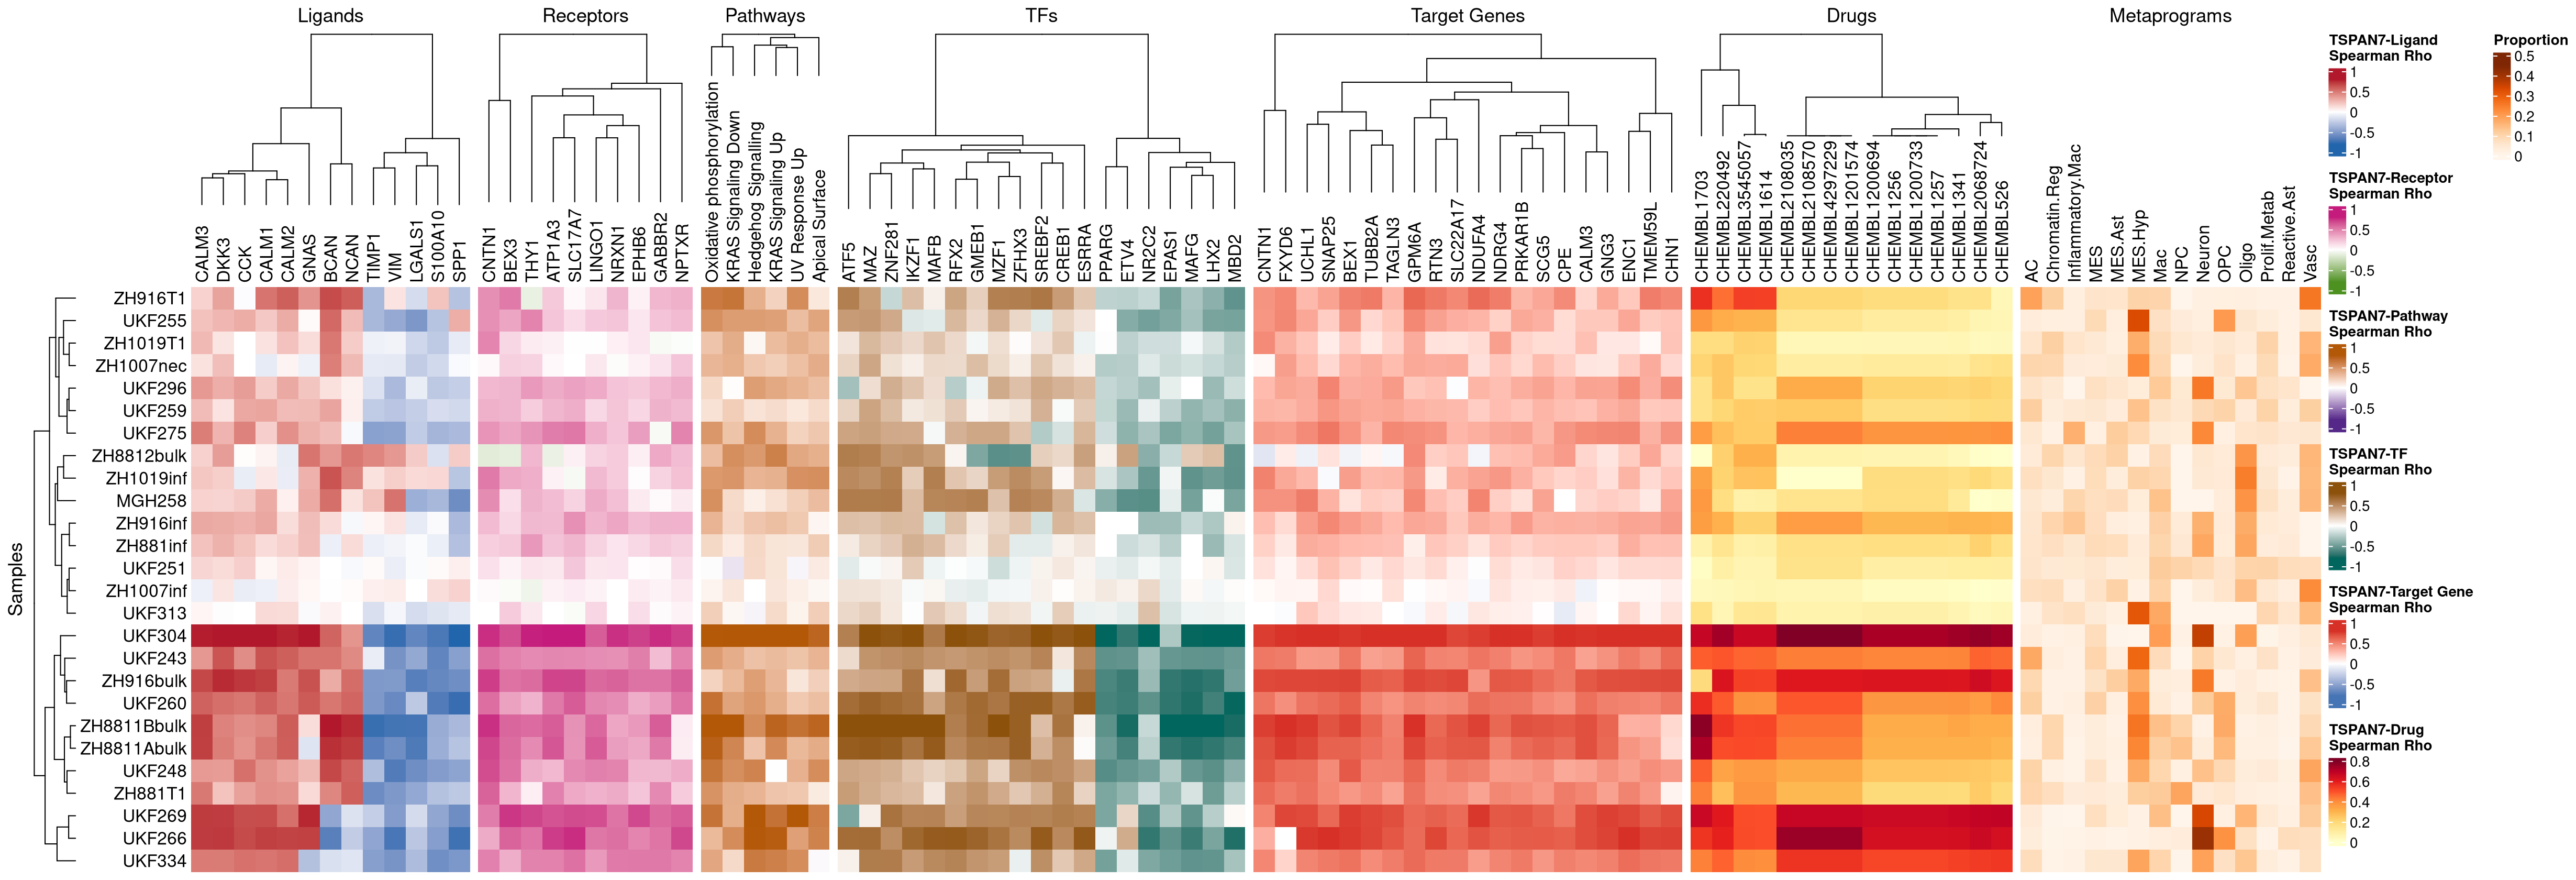 Ligands
Receptors
Pathways
TFs
Target Genes
Drugs
Metaprograms
CALM3
DKK3
CCK
CALM1
CALM2
GNAS
BCAN
NCAN
TIMP1
VIM
LGALS1
S100A10
SPP1
CNTN1
BEX3
THY1
ATP1A3
SLC17A7
LINGO1
NRXN1
EPHB6
GABBR2
NPTXR
Oxidative phosphorylation
KRAS Signaling Down
Hedgehog Signalling
KRAS Signaling Up
UV Response Up
Apical Surface
ATF5
MAZ
ZNF281
IKZF1
MAFB
RFX2
GMEB1
MZF1
ZFHX3
SREBF2
CREB1
ESRRA
PPARG
ETV4
NR2C2
EPAS1
MAFG
LHX2
MBD2
CNTN1
FXYD6
UCHL1
SNAP25
BEX1
TUBB2A
TAGLN3
GPM6A
RTN3
SLC22A17
NDUFA4
NDRG4
PRKAR1B
SCG5
CPE
CALM3
GNG3
ENC1
TMEM59L
CHN1
CHEMBL1703
CHEMBL220492
CHEMBL3545057
CHEMBL1614
CHEMBL2108035
CHEMBL2108570
CHEMBL4297229
CHEMBL1201574
CHEMBL1200694
CHEMBL1256
CHEMBL1200733
CHEMBL1257
CHEMBL1341
CHEMBL2068724
CHEMBL526
AC
Chromatin.Reg
Inflammatory.Mac
MES
MES.Ast
MES.Hyp
Mac
NPC
Neuron
OPC
Oligo
Prolif.Metab
Reactive.Ast
Vasc
Samples
ZH916T1
UKF255
ZH1019T1
ZH1007nec
UKF296
UKF259
UKF275
ZH8812bulk
ZH1019inf
MGH258
ZH916inf
ZH881inf
UKF251
ZH1007inf
UKF313
UKF304
UKF243
ZH916bulk
UKF260
ZH8811Bbulk
ZH8811Abulk
UKF248
ZH881T1
UKF269
UKF266
UKF334
TSPAN7-Ligand
Spearman Rho
1
0.5
0
-0.5
-1
TSPAN7-Receptor
Spearman Rho
1
0.5
0
-0.5
-1
TSPAN7-Pathway
Spearman Rho
1
0.5
0
-0.5
-1
TSPAN7-TF
Spearman Rho
1
0.5
0
-0.5
-1
TSPAN7-Target Gene
Spearman Rho
1
0.5
0
-0.5
-1
TSPAN7-Drug
Spearman Rho
0.8
0.6
0.4
0.2
0
Proportion
0.5
0.4
0.3
0.2
0.1
0